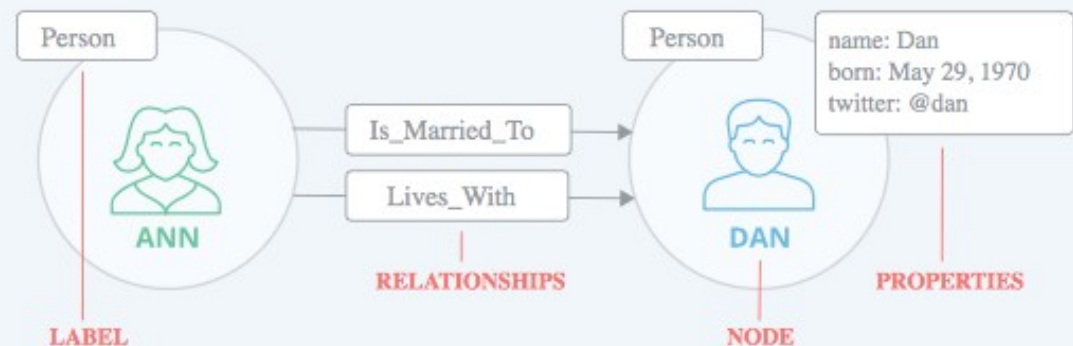 Person
Person
name: Dan
born: May 29, 1970
twitter: @dan
Is_Married_To
Lives_With
ANN
DAN
RELATIONSHIPS
PROPERTIES
LABEL
NODE